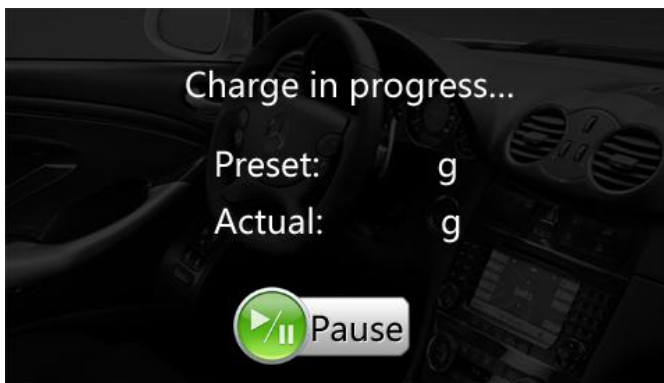 Charge in progress...
Preset: g
Actual: g
Pause